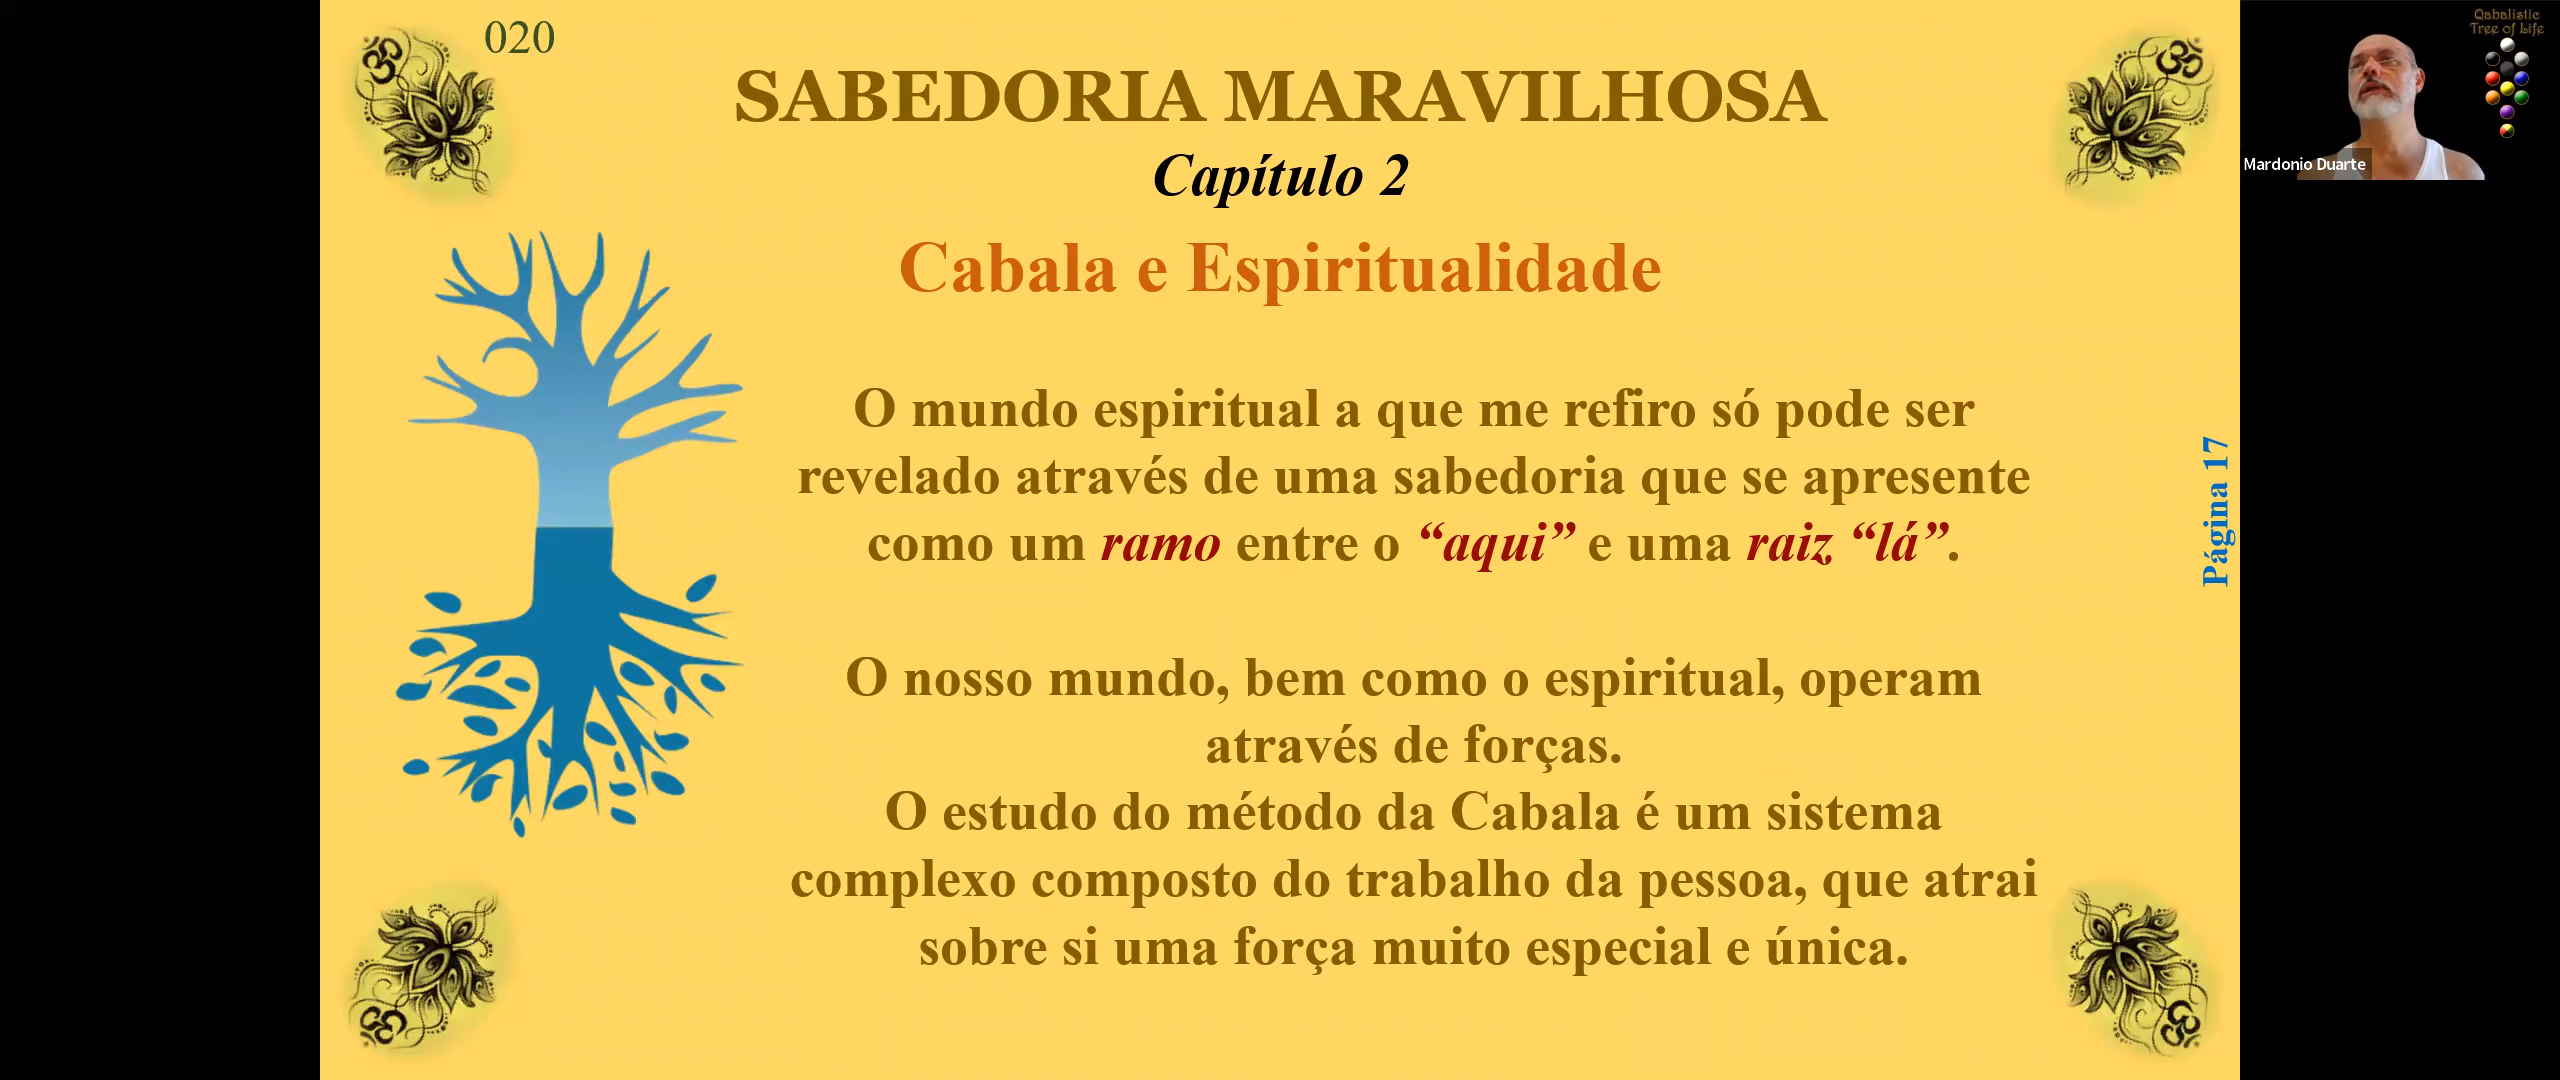 020
SABEDORIA MARAVILHOSA
Capítulo 2
Cabala e Espiritualidade
O mundo espiritual a que me refiro só pode ser
revelado através de uma sabedoria que se apresente
como um ramo entre o “aqui” e uma raiz “lá”.
O nosso mundo, bem como o espiritual, operam
através de forças.
O estudo do método da Cabala é um sistema
complexo composto do trabalho da pessoa, que atrai
sobre si uma força muito especial e única.
Página 17
Qabalistic
Tree of Life
Mardonio Duarte